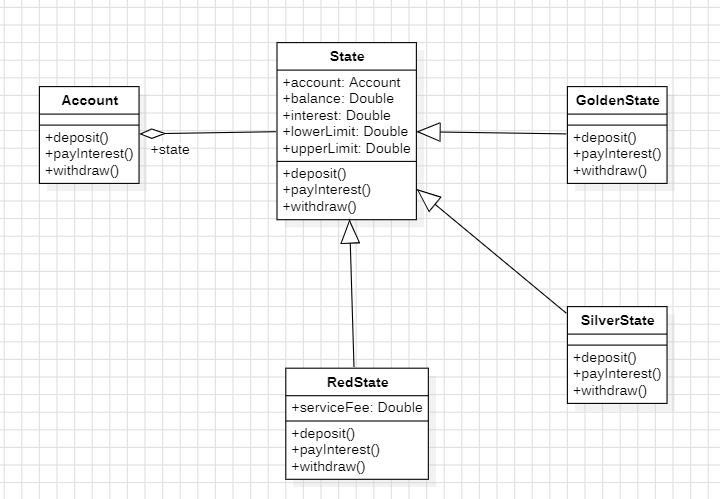 State
+account: Account
+balance: Double
+interest: Double
+lowerLimit: Double
+upperLimit: Double
+deposit()
+payInterest()
+withdraw()
Account
+deposit()
+payInterest()
+withdraw()
+state
GoldenState
+deposit()
+payInterest()
+withdraw()
SilverState
+deposit()
+payInterest()
+withdraw()
RedState
+serviceFee: Double
+deposit()
+payInterest()
+withdraw()